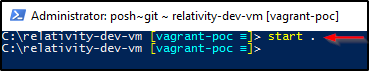 Administrator: posh~git ~ relativity-dev-vm [vagrant-poc]
C:\relativity-dev-vm [vagrant-poc ≡]> start .
C:\relativity-dev-vm [vagrant-poc ≡]>